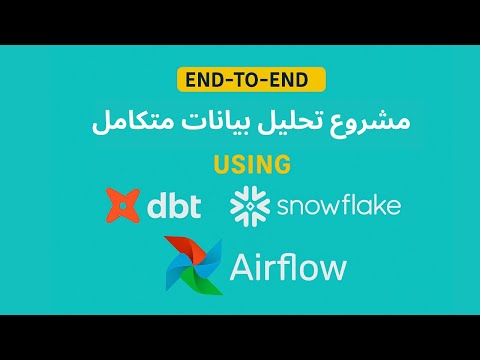 END-TO-END
مشروع تحليل بيانات متكامل
USING
dbt snowflake
Airflow